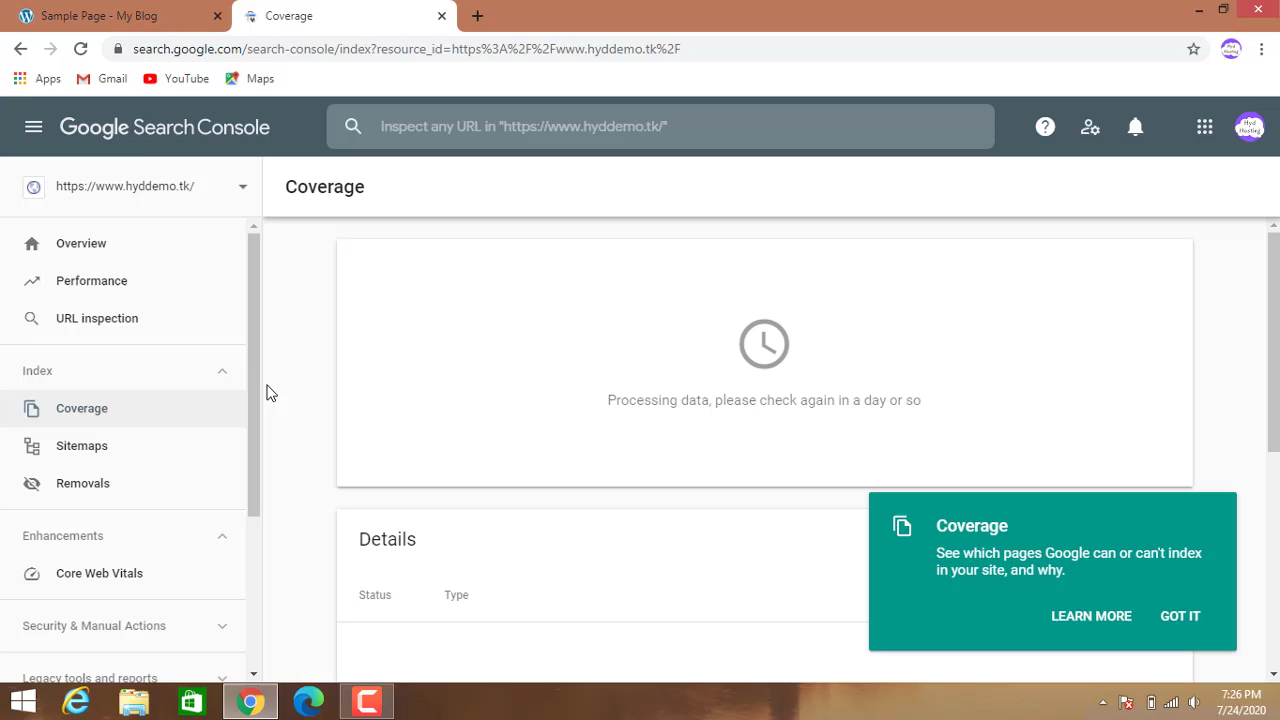 Sample Page - My Blog
Coverage
search.google.com/search-console/index?resource_id=https%3A%2F%2Fwww.hyddemo.tk%2F
Apps
Gmail
YouTube
Maps
Google Search Console
Inspect any URL in "https://www.hyddemo.tk/"
Hyd
Hosting
https://www.hyddemo.tk/
Coverage
Overview
Performance
URL inspection
Index
Coverage
Sitemaps
Removals
Enhancements
Core Web Vitals
Security & Manual Actions
Legacy tools and reports
Processing data, please check again in a day or so
Details
Status
Type
Coverage
See which pages Google can or can't index
in your site, and why.
LEARN MORE
GOT IT
7:26 PM
7/24/2020